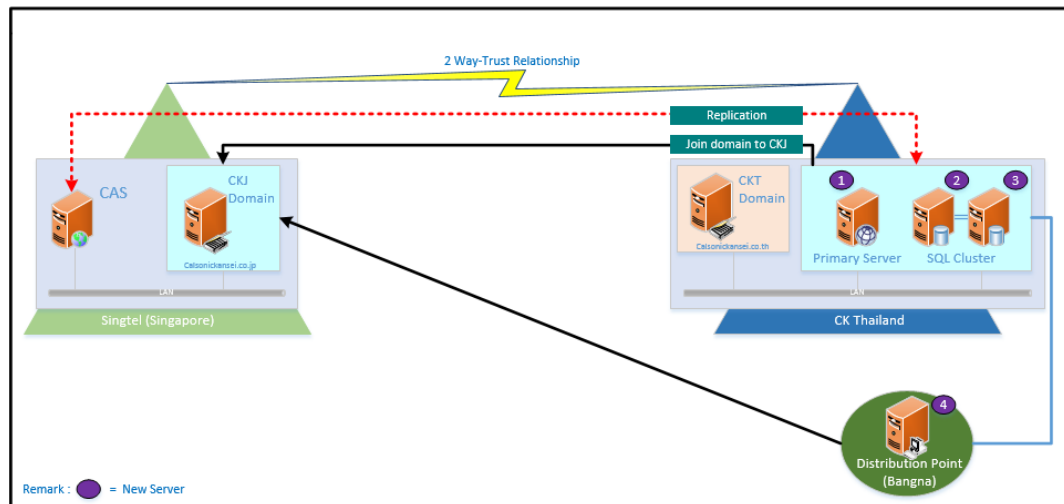 2 Way-Trust Relationship
Replication
Join domain to CKJ
CAS
CKJ
Domain
Calsonickansei.co.jp
LAN
Singtel (Singapore)
CKT
Domain
Calsonickansei.co.th
1
2
3
Primary Server
SQL Cluster
LAN
CK Thailand
4
Distribution Point
(Bangna)
Remark : = New Server